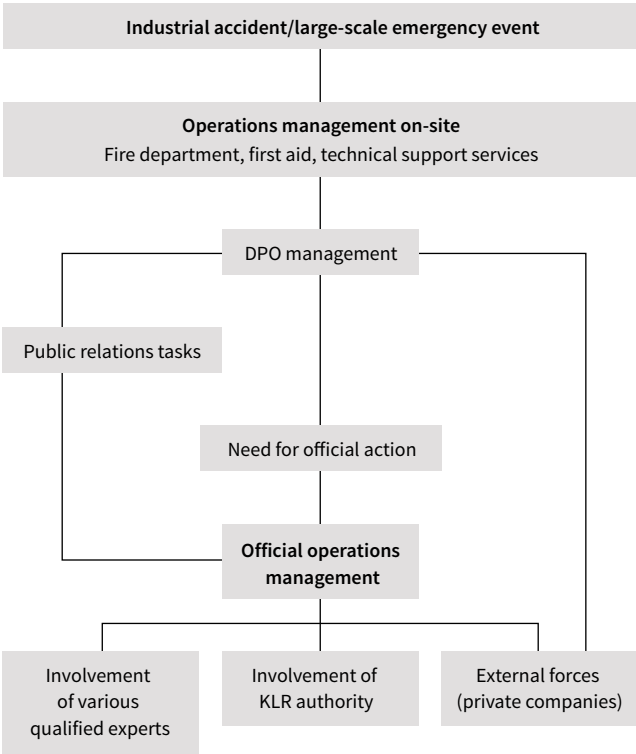 Industrial accident/large-scale emergency event
Operations management on-site
Fire department, first aid, technical support services
DPO management
Public relations tasks
Need for official action
Official operations
management
Involvement
of various
qualified experts
Involvement of
KLR authority
External forces
(private companies)